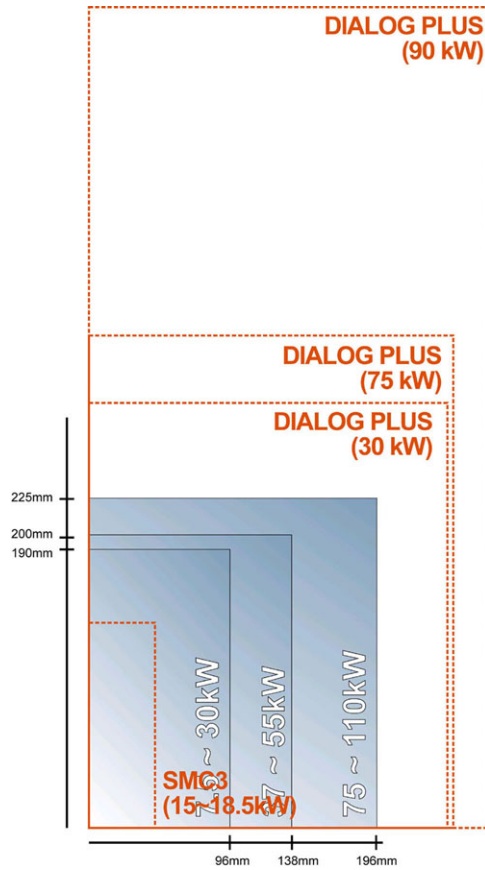 DIALOG PLUS
(90 kW)
DIALOG PLUS
(75 kW)
DIALOG PLUS
(30 kW)
225mm
200mm
190mm
~ 30kW
~ 55kW
75 ~ 110kW
SMC3
(15~18.5kW)
96mm
138mm
196mm